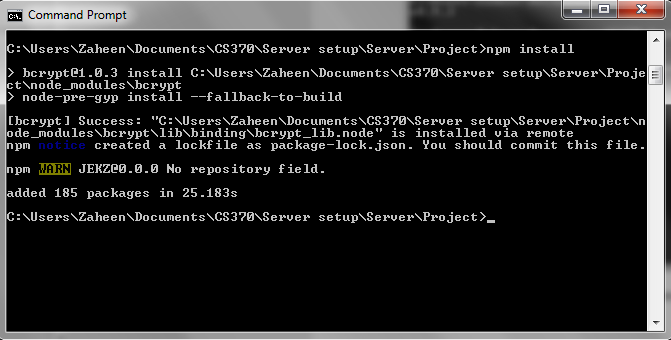 Command Prompt
C:\Users\Zaheen\Documents\CS370\Server setup\Server\Project>npm install
> bcrypt@1.0.3 install C:\Users\Zaheen\Documents\CS370\Server setup\Server\Proje
ct\node_modules\bcrypt
> node-pre-gyp install --fallback-to-build
[bcrypt] Success: "C:\Users\Zaheen\Documents\CS370\Server setup\Server\Project\n
ode_modules\bcrypt\lib\binding\bcrypt_lib.node" is installed via remote
npm notice created a lockfile as package-lock.json. You should commit this file.
npm WARN JEKZ@0.0.0 No repository field.
added 185 packages in 25.183s
C:\Users\Zaheen\Documents\CS370\Server setup\Server\Project>_